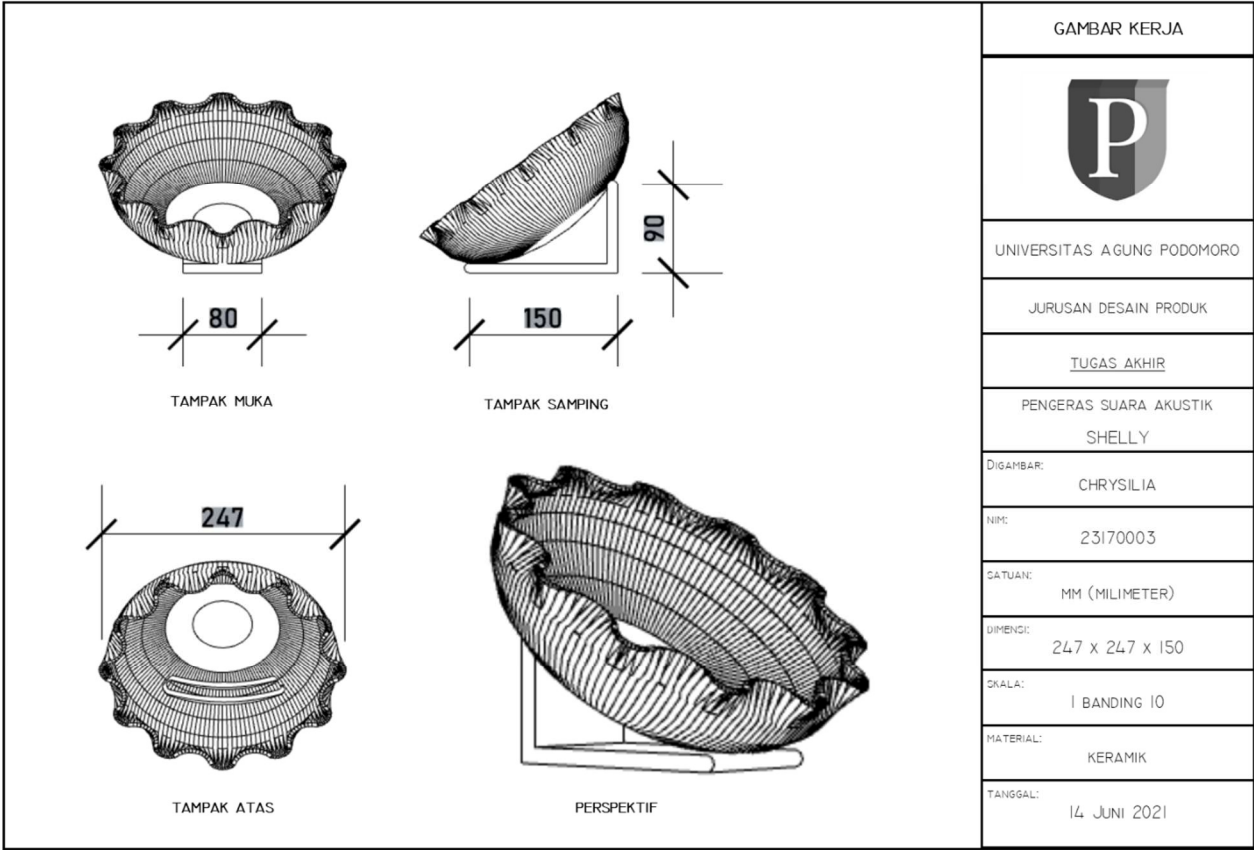 GAMBAR KERJA
P
UNIVERSITAS AGUNG PODOMORO
JURUSAN DESAIN PRODUK
TUGAS AKHIR
PENGERAS SUARA AKUSTIK
SHELLY
DIGAMBAR:
CHRYSILIA
NIM:
23170003
SATUAN:
MM (MILIMETER)
DIMENSI:
247 x 247 x 150
SKALA:
1 BANDING 10
MATERIAL:
KERAMIK
TANGGAL:
14 JUNI 2021
80
TAMPAK MUKA
90
150
TAMPAK SAMPING
247
TAMPAK ATAS
PERSPEKTIF